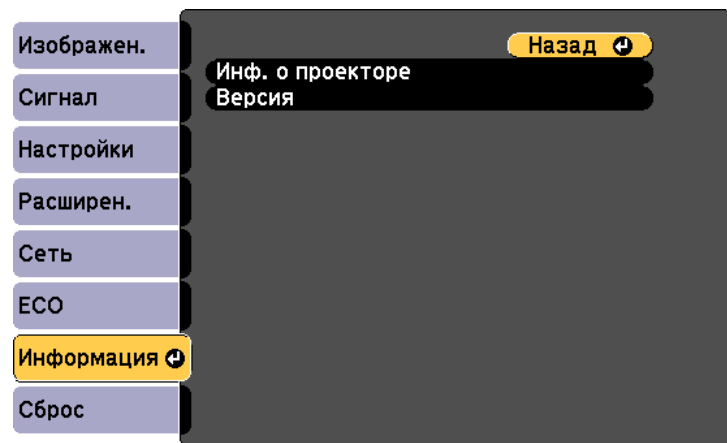 Изображен.
Сигнал
Настройки
Расширен.
Сеть
ECO
Информация
Сброс
Назад
Инф. о проекторе
Версия